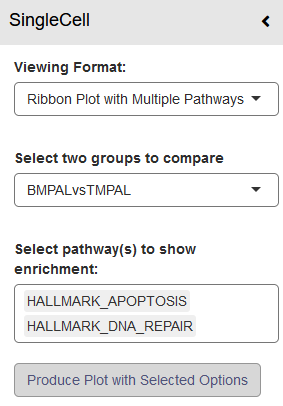 SingleCell
Viewing Format:
Ribbon Plot with Multiple Pathways
Select two groups to compare
BMPALvsTMPAL
Select pathway(s) to show
enrichment:
HALLMARK_APOPTOSIS
HALLMARK_DNA_REPAIR
Produce Plot with Selected Options